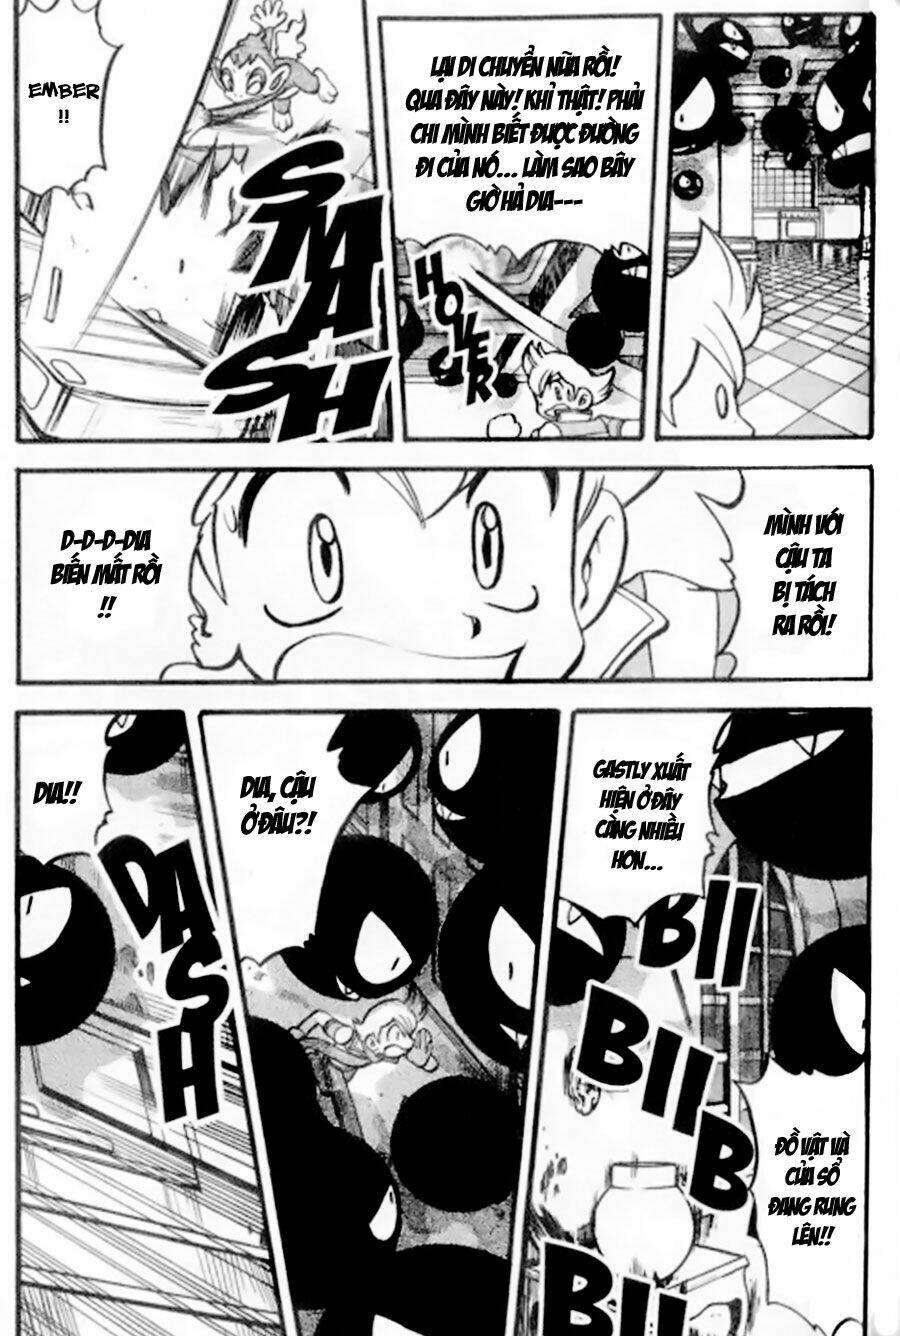 LẠI DI CHUYỂN NỮA RỒI!
QUA ĐÂY NÀY! KHỈ THẬT! PHẢI
CHI MÌNH BIẾT ĐƯỢC ĐƯỜNG
ĐI CỦA NÓ... LÀM SAO BÂY
GIỜ HẢ DIA---
HOVER!
EMBER
!!
SMASH
MÌNH VỚI
CẬU TA
BỊ TÁCH
RA RỒI!
D-D-D-DIA
BIẾN MẤT RỒI
!!
GASTLY XUẤT
HIỆN Ở ĐÂY
CÀNG NHIỀU
HƠN...
BII
BIIB
BII
ĐỒ VẬT VÀ
CỬA SỔ
ĐANG RUNG
LÊN!!
DIA, CẬU
Ở ĐÂU?!
DIA!!
DASH